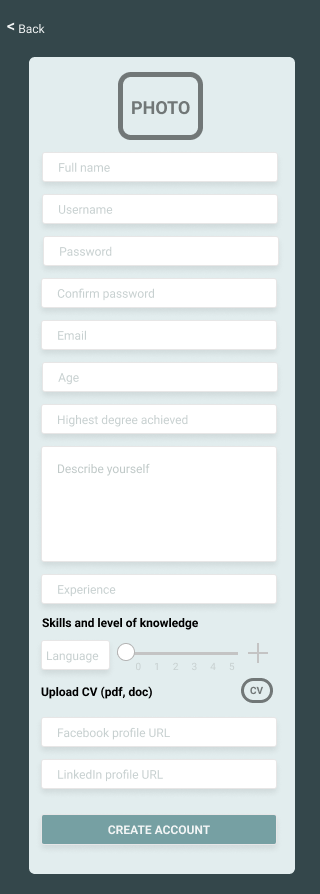 < Back
PHOTO
Full name
Username
Password
Confirm password
Email
Age
Highest degree achieved
Describe yourself
Experience
Skills and level of knowledge
Language
0 1 2 3 4 5
Upload CV (pdf, doc) CV
Facebook profile URL
LinkedIn profile URL
CREATE ACCOUNT